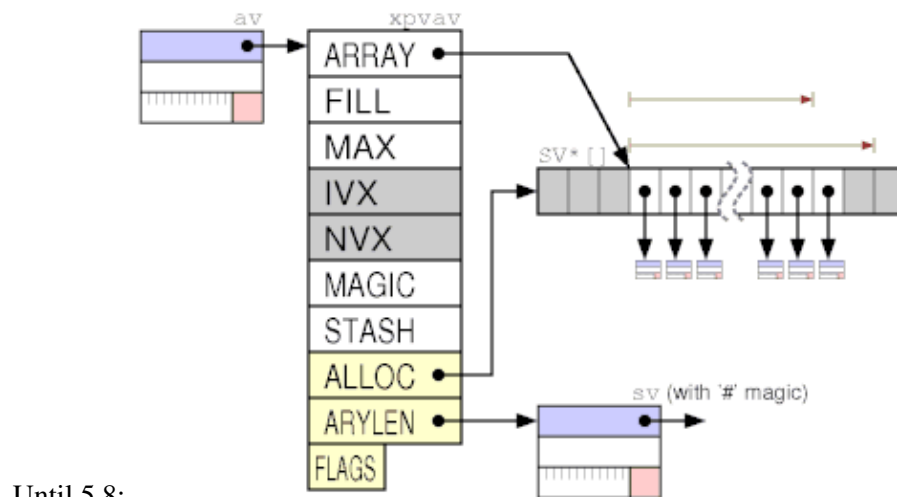 av
xpvav
ARRAY
FILL
MAX
SV* []
IVX
NVX
MAGIC
STASH
ALLOC
sv (with '#' magic)
ARYLEN
FLAGS
Until 5.8: